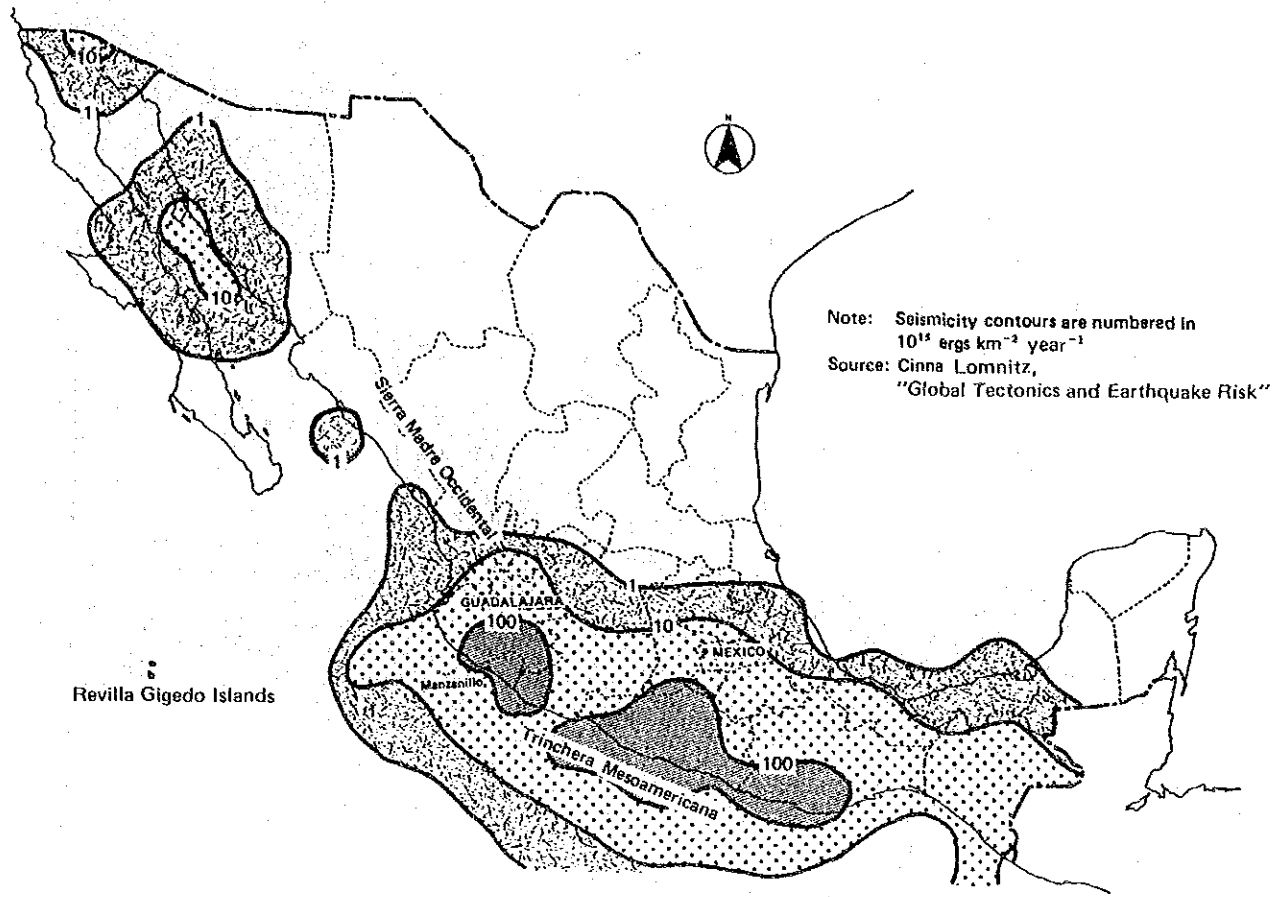 N
10
1
1
10
Note: Seismicity contours are numbered in
10¹⁵ ergs km⁻² year⁻¹
Source: Cinna Lomnitz,
"Global Tectonics and Earthquake Risk"
Sierra Madre Occidental
1
1
GUADALAJARA
100
10
MEXICO
Manzanillo
Revilla Gigedo Islands
Trinchera Mesoamericana
100